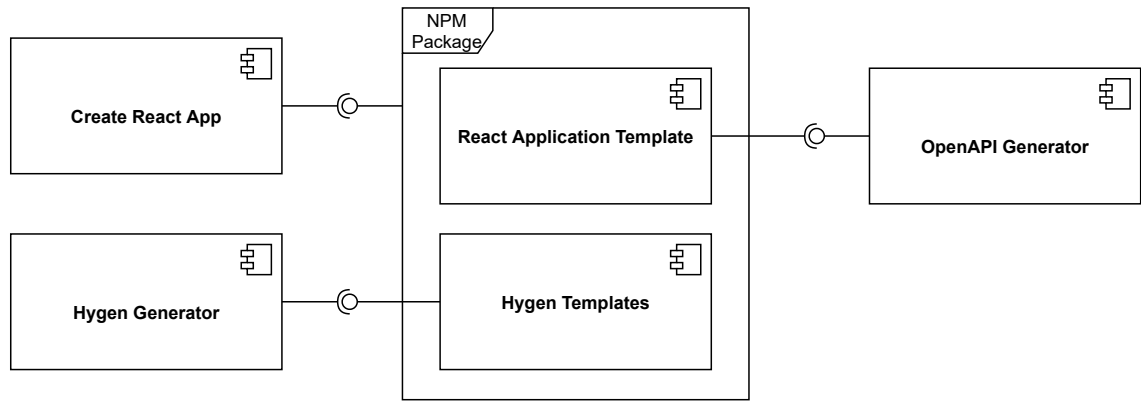 NPM
Package
Create React App
React Application Template
OpenAPI Generator
Hygen Generator
Hygen Templates